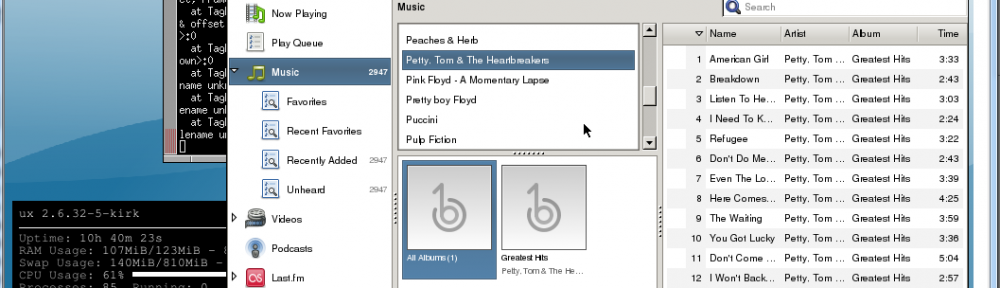 et, fra
at Tagl
& offset
>:0
at Tagl
own>:0
at Tagl
name unk
at Tagl
ename un
at Tagl
lename u
ux 2.6.32-5-kirk
Uptime: 10h 40m 23s
RAM Usage: 107MiB/123MiB -
Swap Usage: 140MiB/810MiB -
CPU Usage: 61%
Processes: 85 Running: 0
Now Playing
Play Queue
Music 2947
Favorites
Recent Favorites
Recently Added 2947
Unheard 2947
Videos
Podcasts
Last.fm
Music
Peaches & Herb
Petty, Tom & The Heartbreakers
Pink Floyd - A Momentary Lapse
Pretty boy Floyd
Puccini
Pulp Fiction
All Albums (1)
Greatest Hits
Petty, Tom & The He...
Search
Name Artist Album Time
1 American Girl Petty, Tom ... Greatest Hits 3:33
2 Breakdown Petty, Tom ... Greatest Hits 2:43
3 Listen To He... Petty, Tom ... Greatest Hits 3:03
4 I Need To K... Petty, Tom ... Greatest Hits 2:24
5 Refugee Petty, Tom ... Greatest Hits 3:22
6 Don't Do Me... Petty, Tom ... Greatest Hits 2:43
7 Even The Lo... Petty, Tom ... Greatest Hits 3:39
8 Here Comes... Petty, Tom ... Greatest Hits 4:25
9 The Waiting Petty, Tom ... Greatest Hits 3:59
10 You Got Lucky Petty, Tom ... Greatest Hits 3:36
11 Don't Come ... Petty, Tom ... Greatest Hits 5:04
12 I Won't Back... Petty, Tom ... Greatest Hits 2:57